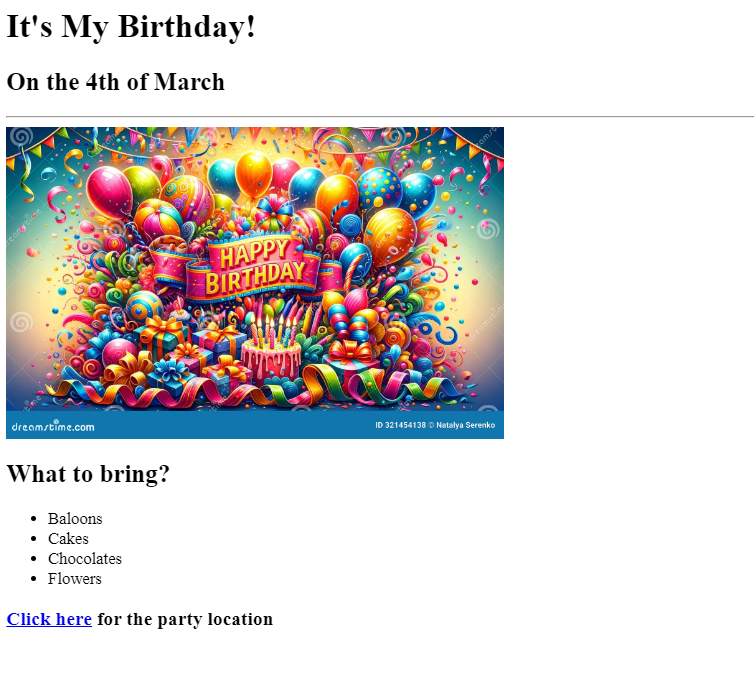 It's My Birthday!
On the 4th of March
HAPPY
BIRTHDAY
dreamstime.com
ID 321454138 © Natalya Serenko
What to bring?
Baloons
Cakes
Chocolates
Flowers
Click here for the party location